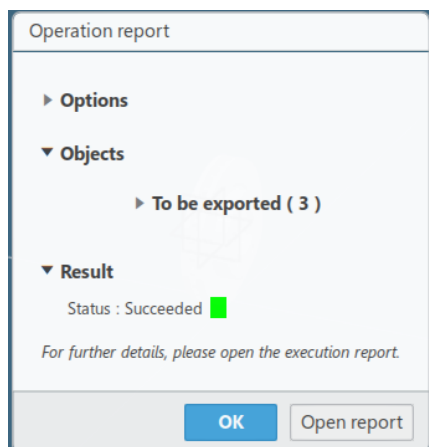 Operation report
Options
Objects
To be exported ( 3 )
Result
Status : Succeeded
For further details, please open the execution report.
OK
Open report